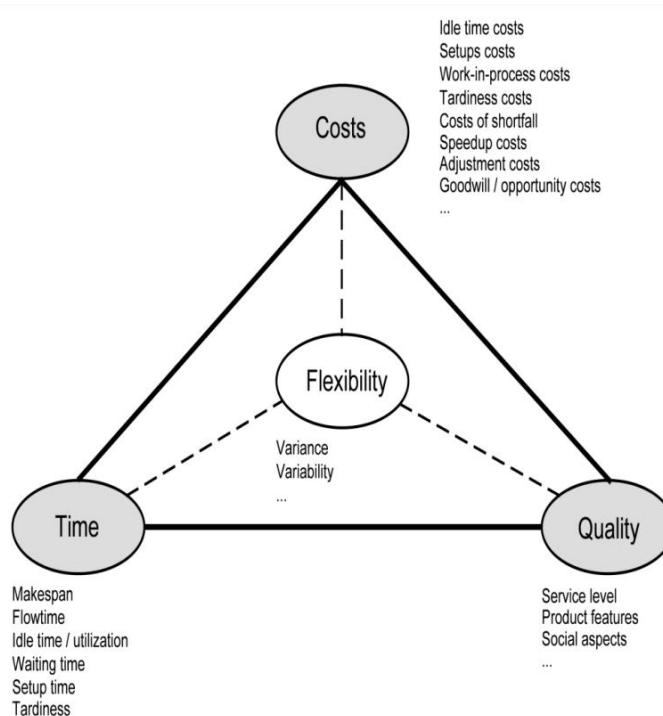 Idle time costs
Setups costs
Work-in-process costs
Tardiness costs
Costs of shortfall
Speedup costs
Adjustment costs
Goodwill / opportunity costs
...
Costs
Flexibility
Variance
Variability
...
Time
Quality
Makespan
Flowtime
Idle time / utilization
Waiting time
Setup time
Tardiness
Service level
Product features
Social aspects
...